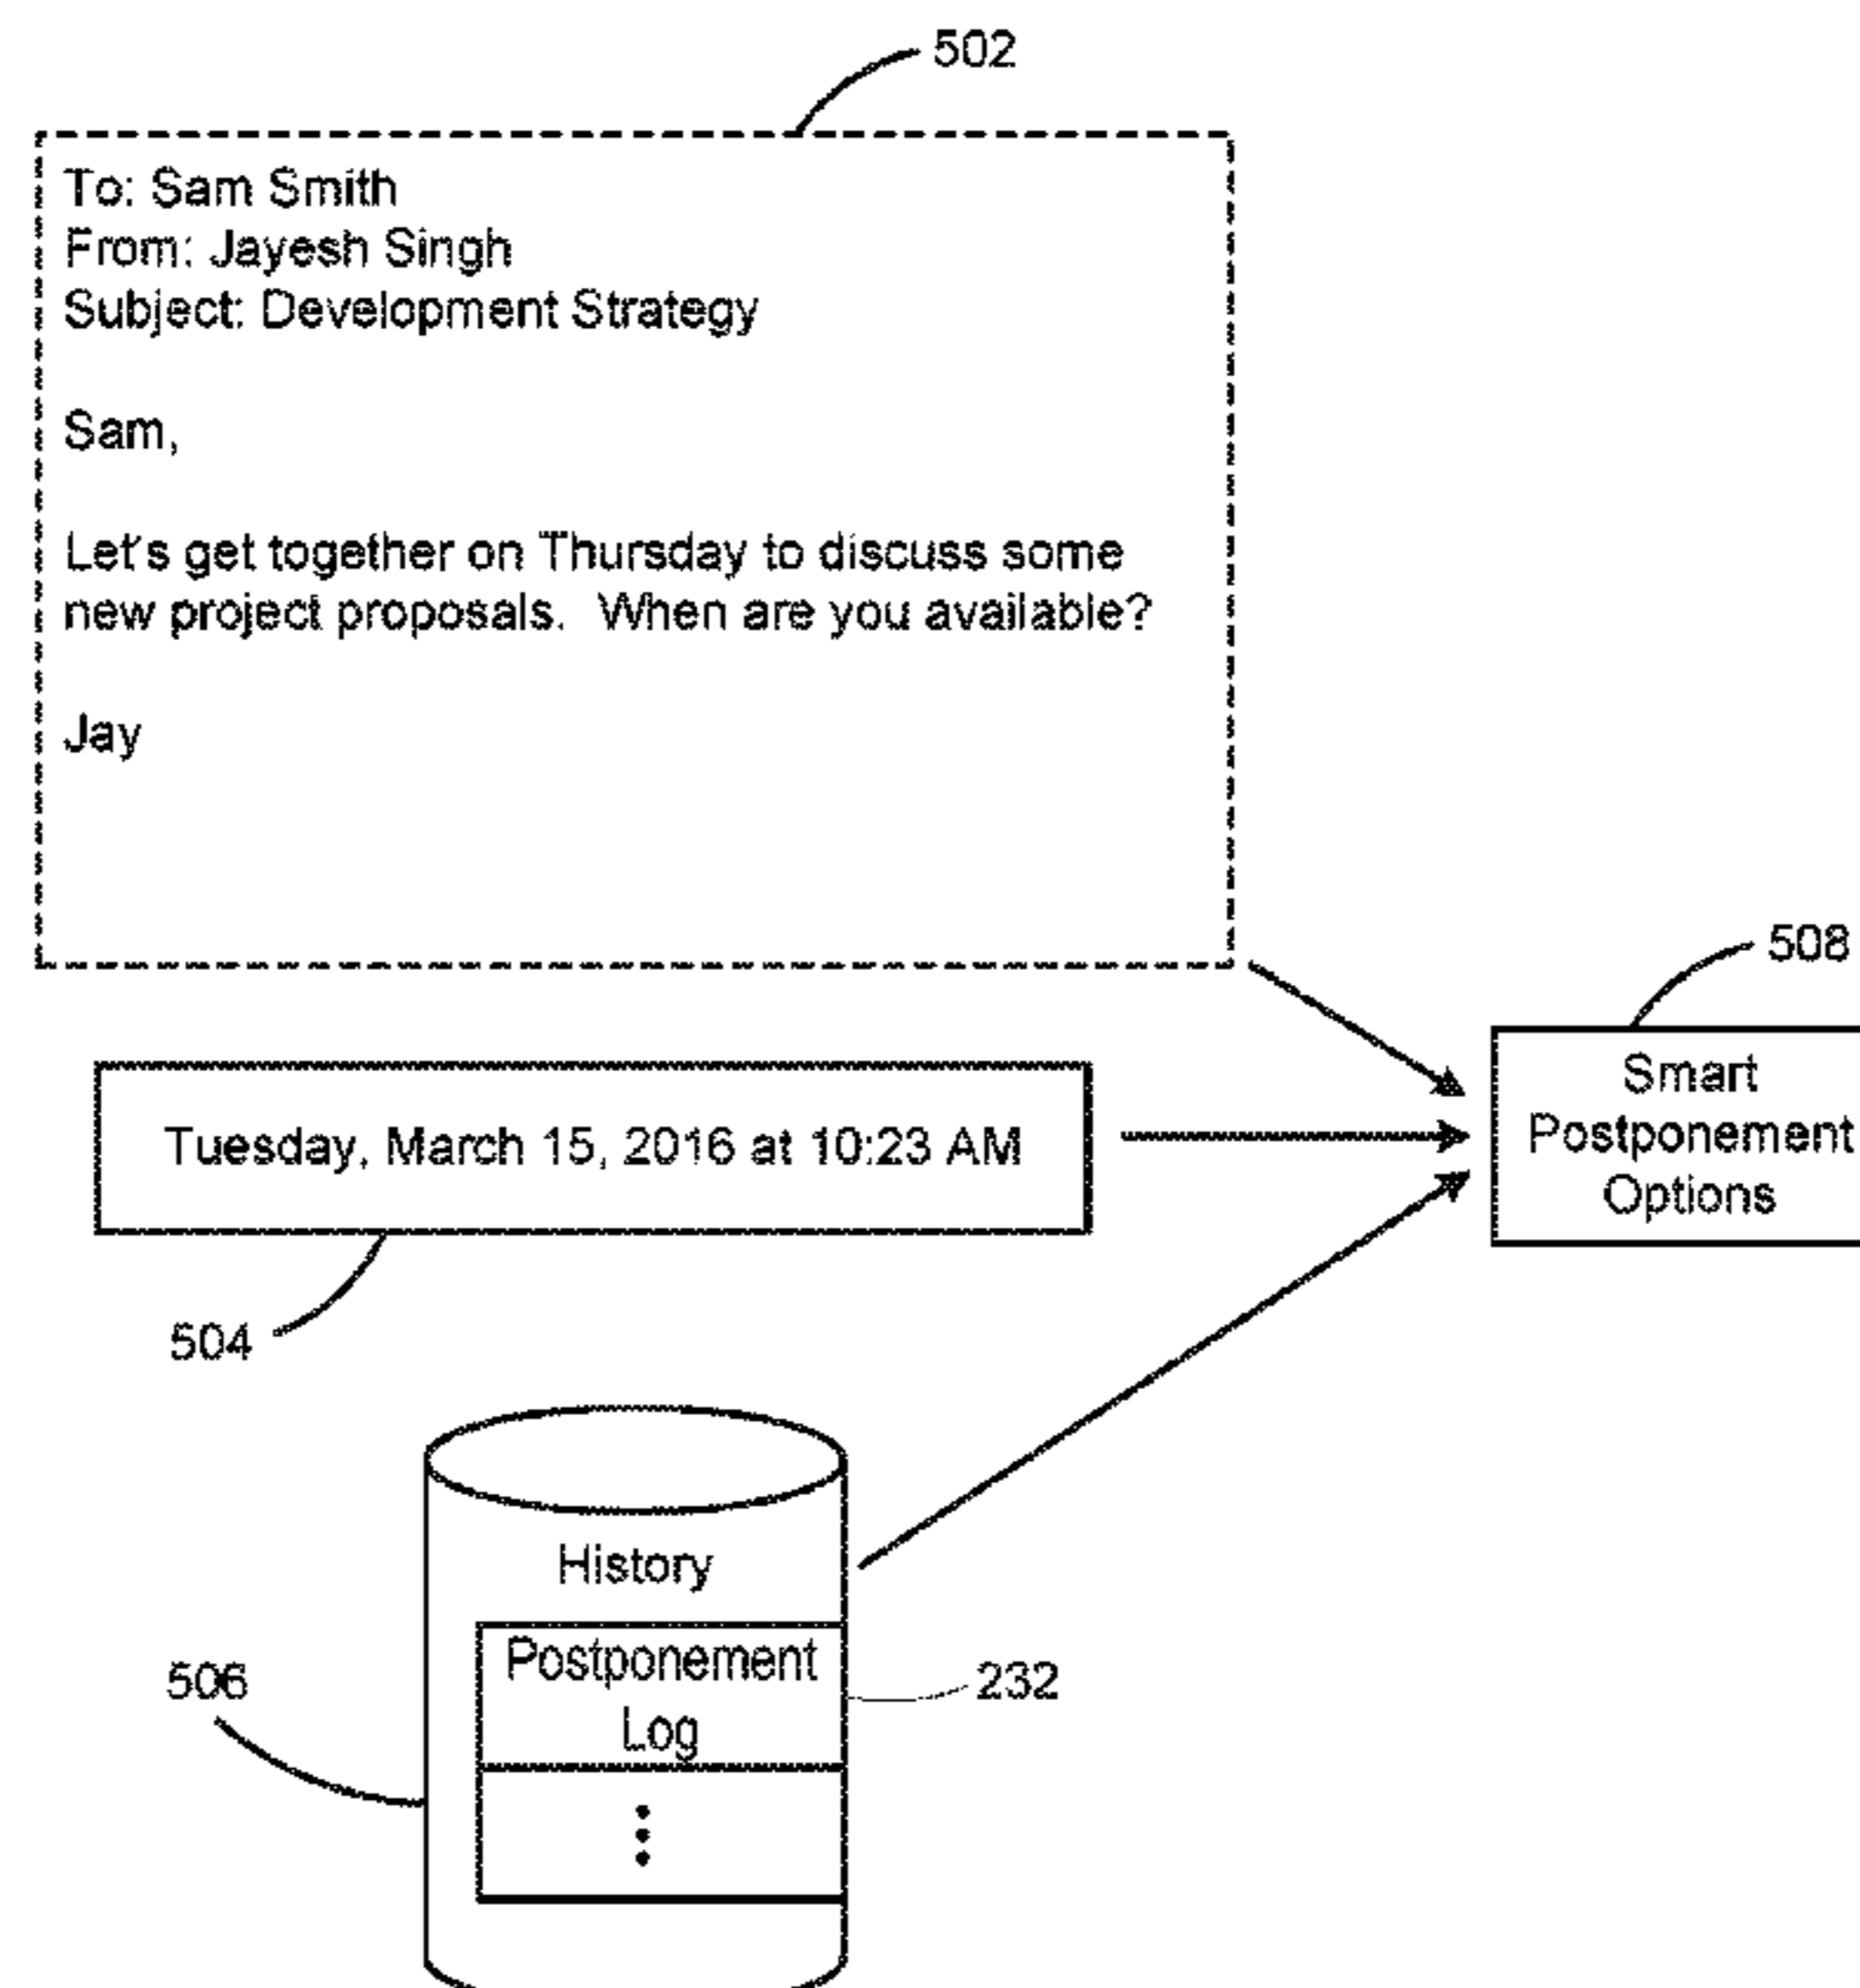 502
To: Sam Smith
From: Jayesh Singh
Subject: Development Strategy
Sam,
Let's get together on Thursday to discuss some
new project proposals.  When are you available?
Jay
508
Smart
Postponement
Options
Tuesday, March 15, 2016 at 10:23 AM
504
History
Postponement
Log
506
232